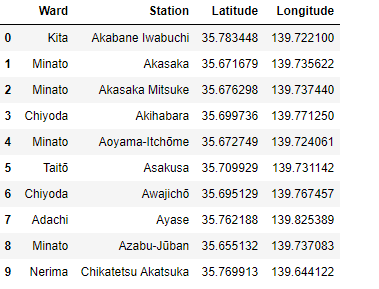 Ward Station Latitude Longitude
0 Kita Akabane Iwabuchi 35.783448 139.722100
1 Minato Akasaka 35.671679 139.735622
2 Minato Akasaka Mitsuke 35.676298 139.737440
3 Chiyoda Akihabara 35.699736 139.771250
4 Minato Aoyama-Itchōme 35.672749 139.724061
5 Taitō Asakusa 35.709929 139.731142
6 Chiyoda Awajichō 35.695129 139.767457
7 Adachi Ayase 35.762188 139.825389
8 Minato Azabu-Jūban 35.655132 139.737083
9 Nerima Chikatetsu Akatsuka 35.769913 139.644122